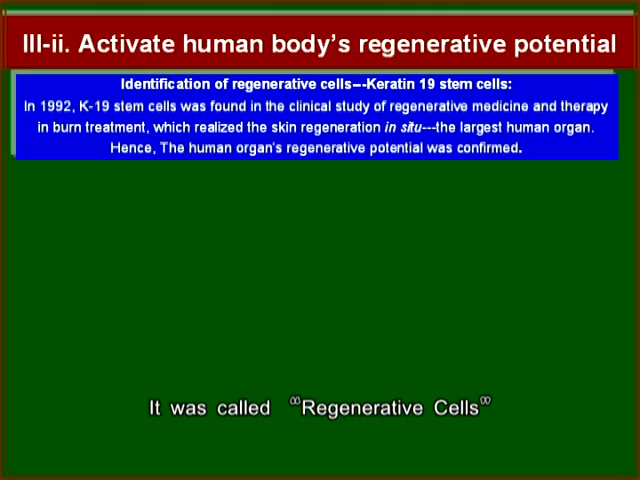 III-ii. Activate human body's regenerative potential
Identification of regenerative cells---Keratin 19 stem cells:
In 1992, K-19 stem cells was found in the clinical study of regenerative medicine and therapy
in burn treatment, which realized the skin regeneration in situ---the largest human organ.
Hence, The human organ's regenerative potential was confirmed.
It was called “Regenerative Cells”